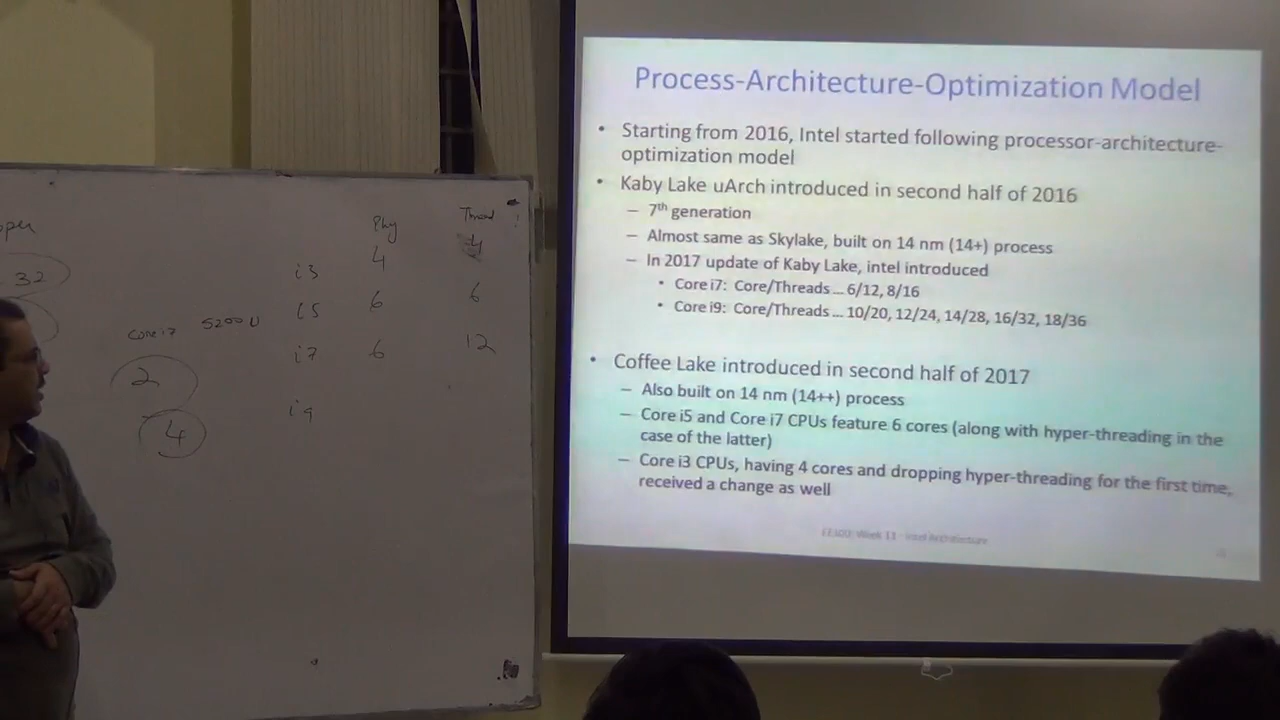 Process-Architecture-Optimization Model
• Starting from 2016, Intel started following processor-architecture-
optimization model
• Kaby Lake uArch introduced in second half of 2016
– 7th generation
– Almost same as Skylake, built on 14 nm (14+) process
– In 2017 update of Kaby Lake, intel introduced
• Core i7: Core/Threads ... 6/12, 8/16
• Core i9: Core/Threads ... 10/20, 12/24, 14/28, 16/32, 18/36
• Coffee Lake introduced in second half of 2017
– Also built on 14 nm (14++) process
– Core i5 and Core i7 CPUs feature 6 cores (along with hyper-threading in the
case of the latter)
– Core i3 CPUs, having 4 cores and dropping hyper-threading for the first time,
received a change as well
Week 11 - Intel Architecture
32
Core i7 5200U
2
4
Phy Thread
i3 4 4
i5 6 6
i7 6 12
i9